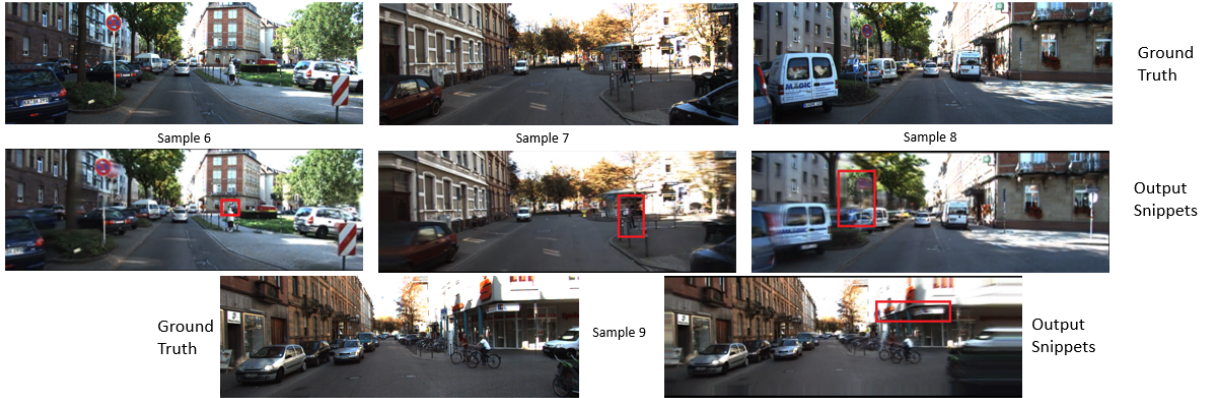 Ground
Truth
MAGIC
Sample 6
Sample 7
Sample 8
Output
Snippets
Ground
Truth
Sample 9
Output
Snippets